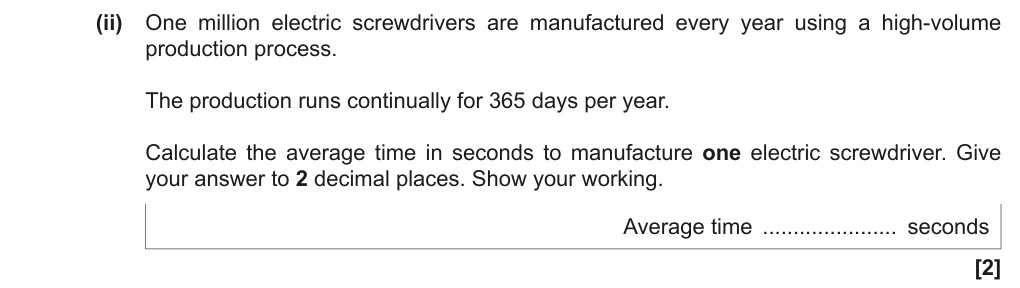 (ii) One million electric screwdrivers are manufactured every year using a high-volume
production process.
The production runs continually for 365 days per year.
Calculate the average time in seconds to manufacture one electric screwdriver. Give
your answer to 2 decimal places. Show your working.
Average time ...................... seconds
[2]